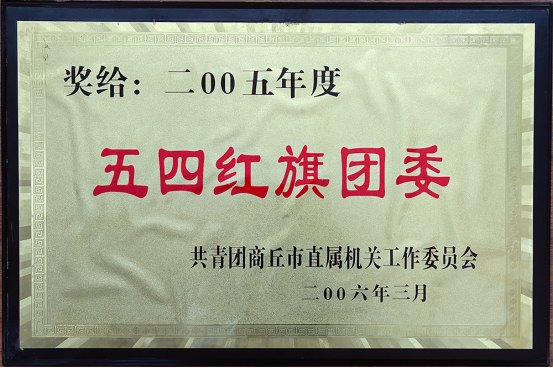 奖给：二00五年度
五四红旗团委
共青团商丘市直属机关工作委员会
二00六年三月